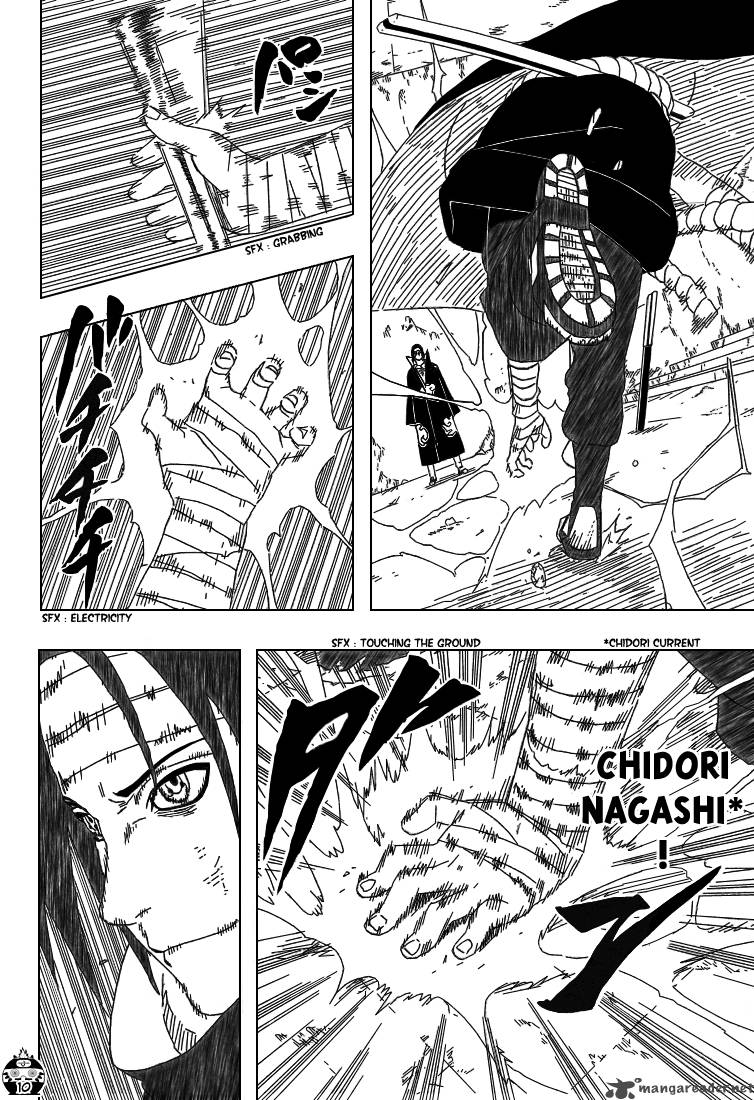 パシ
SFX : GRABBING
バチチチ
SFX : ELECTRICITY
SFX : TOUCHING THE GROUND
*CHIDORI CURRENT
ダン
CHIDORI
NAGASHI*
!
10
mangareader.net